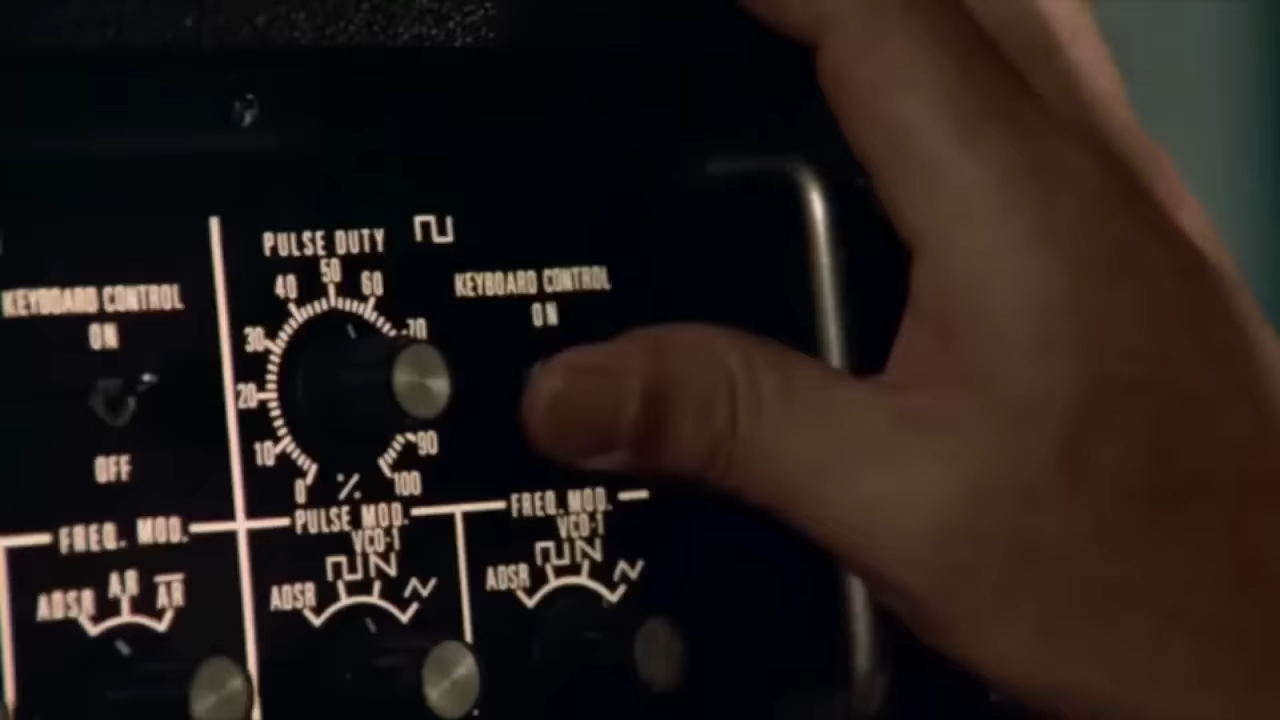 PULSE DUTY
KEYBOARD CONTROL
ON
OFF
0
10
20
30
40
50
60
70
90
100
%
KEYBOARD CONTROL
ON
FREQ. MOD.
ADSR
AR
AR
PULSE MOD.
VCO-1
ADSR
FREQ. MOD.
VCO-1
ADSR